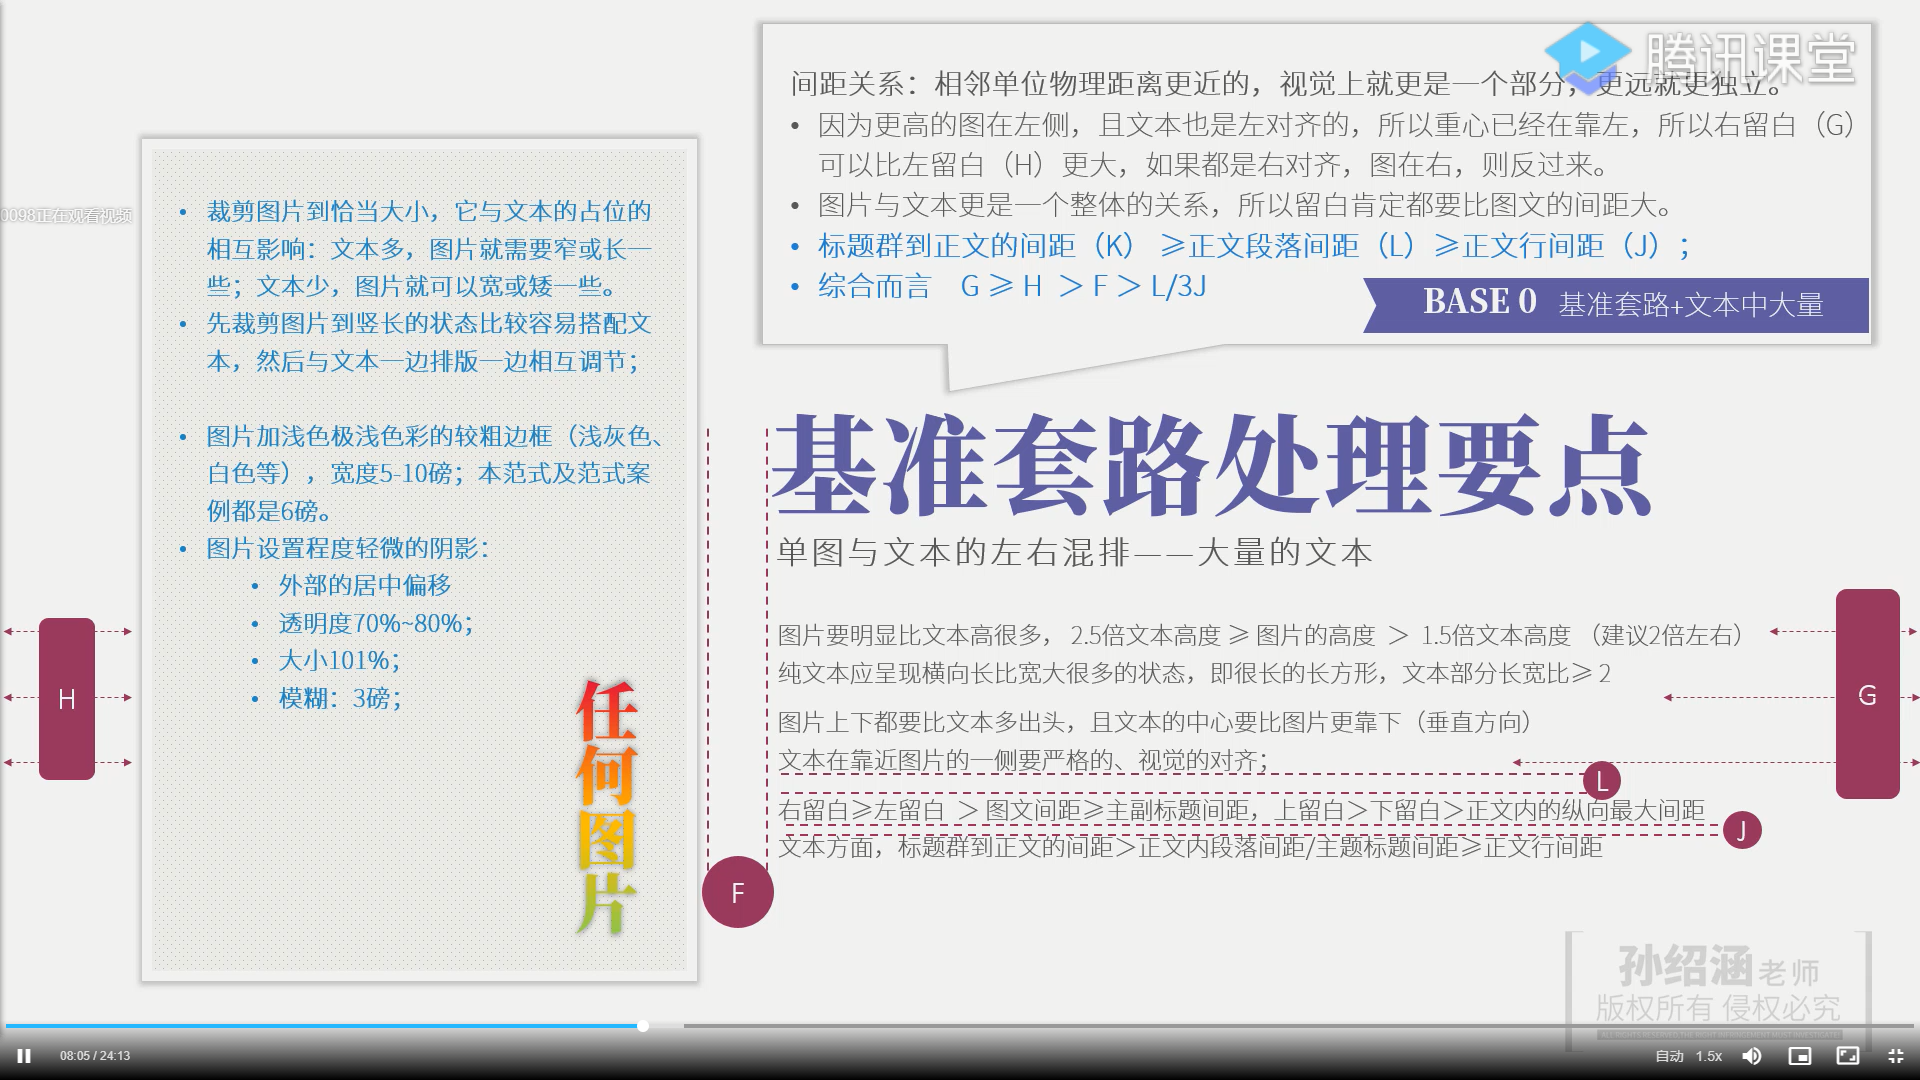 腾讯课堂
间距关系：相邻单位物理距离更近的，视觉上就更是一个部分，更远就更独立。
• 因为更高的图在左侧，且文本也是左对齐的，所以重心已经在靠左，所以右留白（G）
可以比左留白（H）更大，如果都是右对齐，图在右，则反过来。
• 图片与文本更是一个整体的关系，所以留白肯定都要比图文的间距大。
• 标题群到正文的间距（K） ≥正文段落间距（L）≥正文行间距（J）；
• 综合而言 G ≥ H ＞ F ＞ L/3J
BASE 0 基准套路+文本中大量
0098正在观看视频
• 裁剪图片到恰当大小，它与文本的占位的
相互影响：文本多，图片就需要窄或长一
些；文本少，图片就可以宽或矮一些。
• 先裁剪图片到竖长的状态比较容易搭配文
本，然后与文本一边排版一边相互调节；
• 图片加浅色极浅色彩的较粗边框（浅灰色、
白色等），宽度5-10磅；本范式及范式案
例都是6磅。
• 图片设置程度轻微的阴影：
• 外部的居中偏移
• 透明度70%~80%；
• 大小101%；
• 模糊：3磅；
任何图片
基准套路处理要点
单图与文本的左右混排——大量的文本
图片要明显比文本高很多， 2.5倍文本高度 ≥ 图片的高度 ＞ 1.5倍文本高度 （建议2倍左右）
纯文本应呈现横向长比宽大很多的状态，即很长的长方形，文本部分长宽比≥ 2
图片上下都要比文本多出头，且文本的中心要比图片更靠下（垂直方向）
文本在靠近图片的一侧要严格的、视觉的对齐；
右留白≥左留白 ＞ 图文间距≥主副标题间距，上留白＞下留白＞正文内的纵向最大间距
文本方面，标题群到正文的间距＞正文内段落间距/主题标题间距≥正文行间距
H
F
L
J
G
孙绍涵老师
版权所有 侵权必究
08:05 / 24:13
自动 1.5x